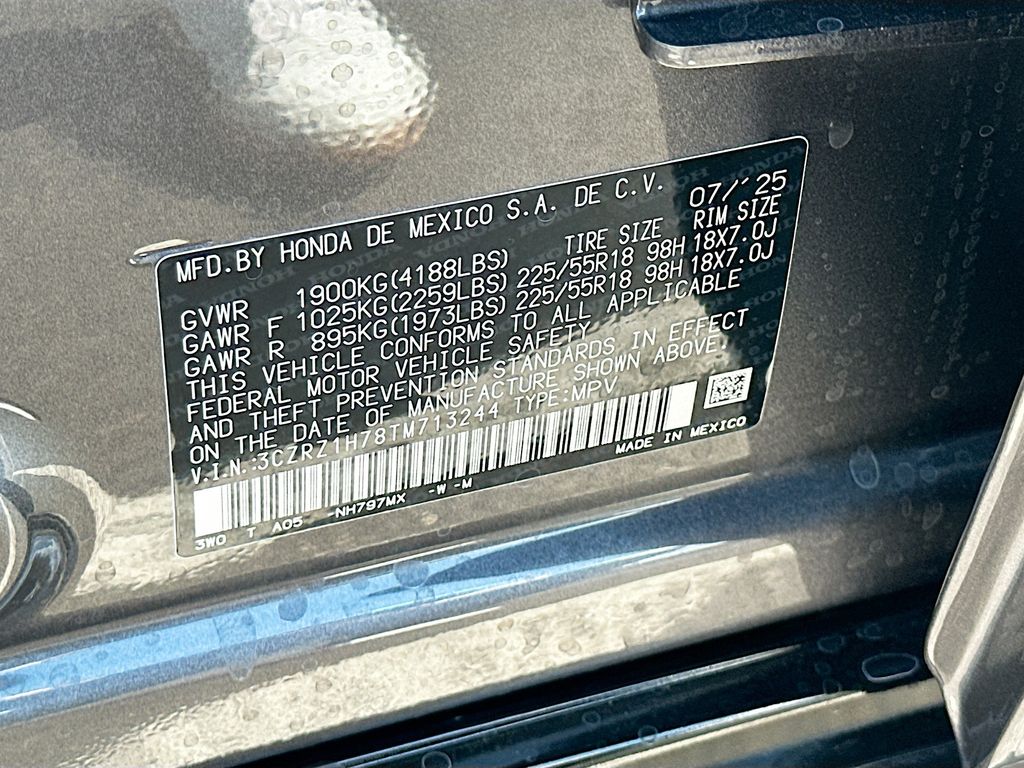 MFD.BY HONDA DE MEXICO S.A. DE C.V. 07/'25
GVWR 1900KG(4188LBS) TIRE SIZE RIM SIZE
GAWR F 1025KG(2259LBS) 225/55R18 98H 18X7.0J
GAWR R 895KG(1973LBS) 225/55R18 98H 18X7.0J
THIS VEHICLE CONFORMS TO ALL APPLICABLE
FEDERAL MOTOR VEHICLE SAFETY
AND THEFT PREVENTION STANDARDS IN EFFECT
ON THE DATE OF MANUFACTURE SHOWN ABOVE.
V.I.N.:3CZRZ1H78TM713244 TYPE:MPV
3W0 T A05 -NH797MX -W -M MADE IN MEXICO